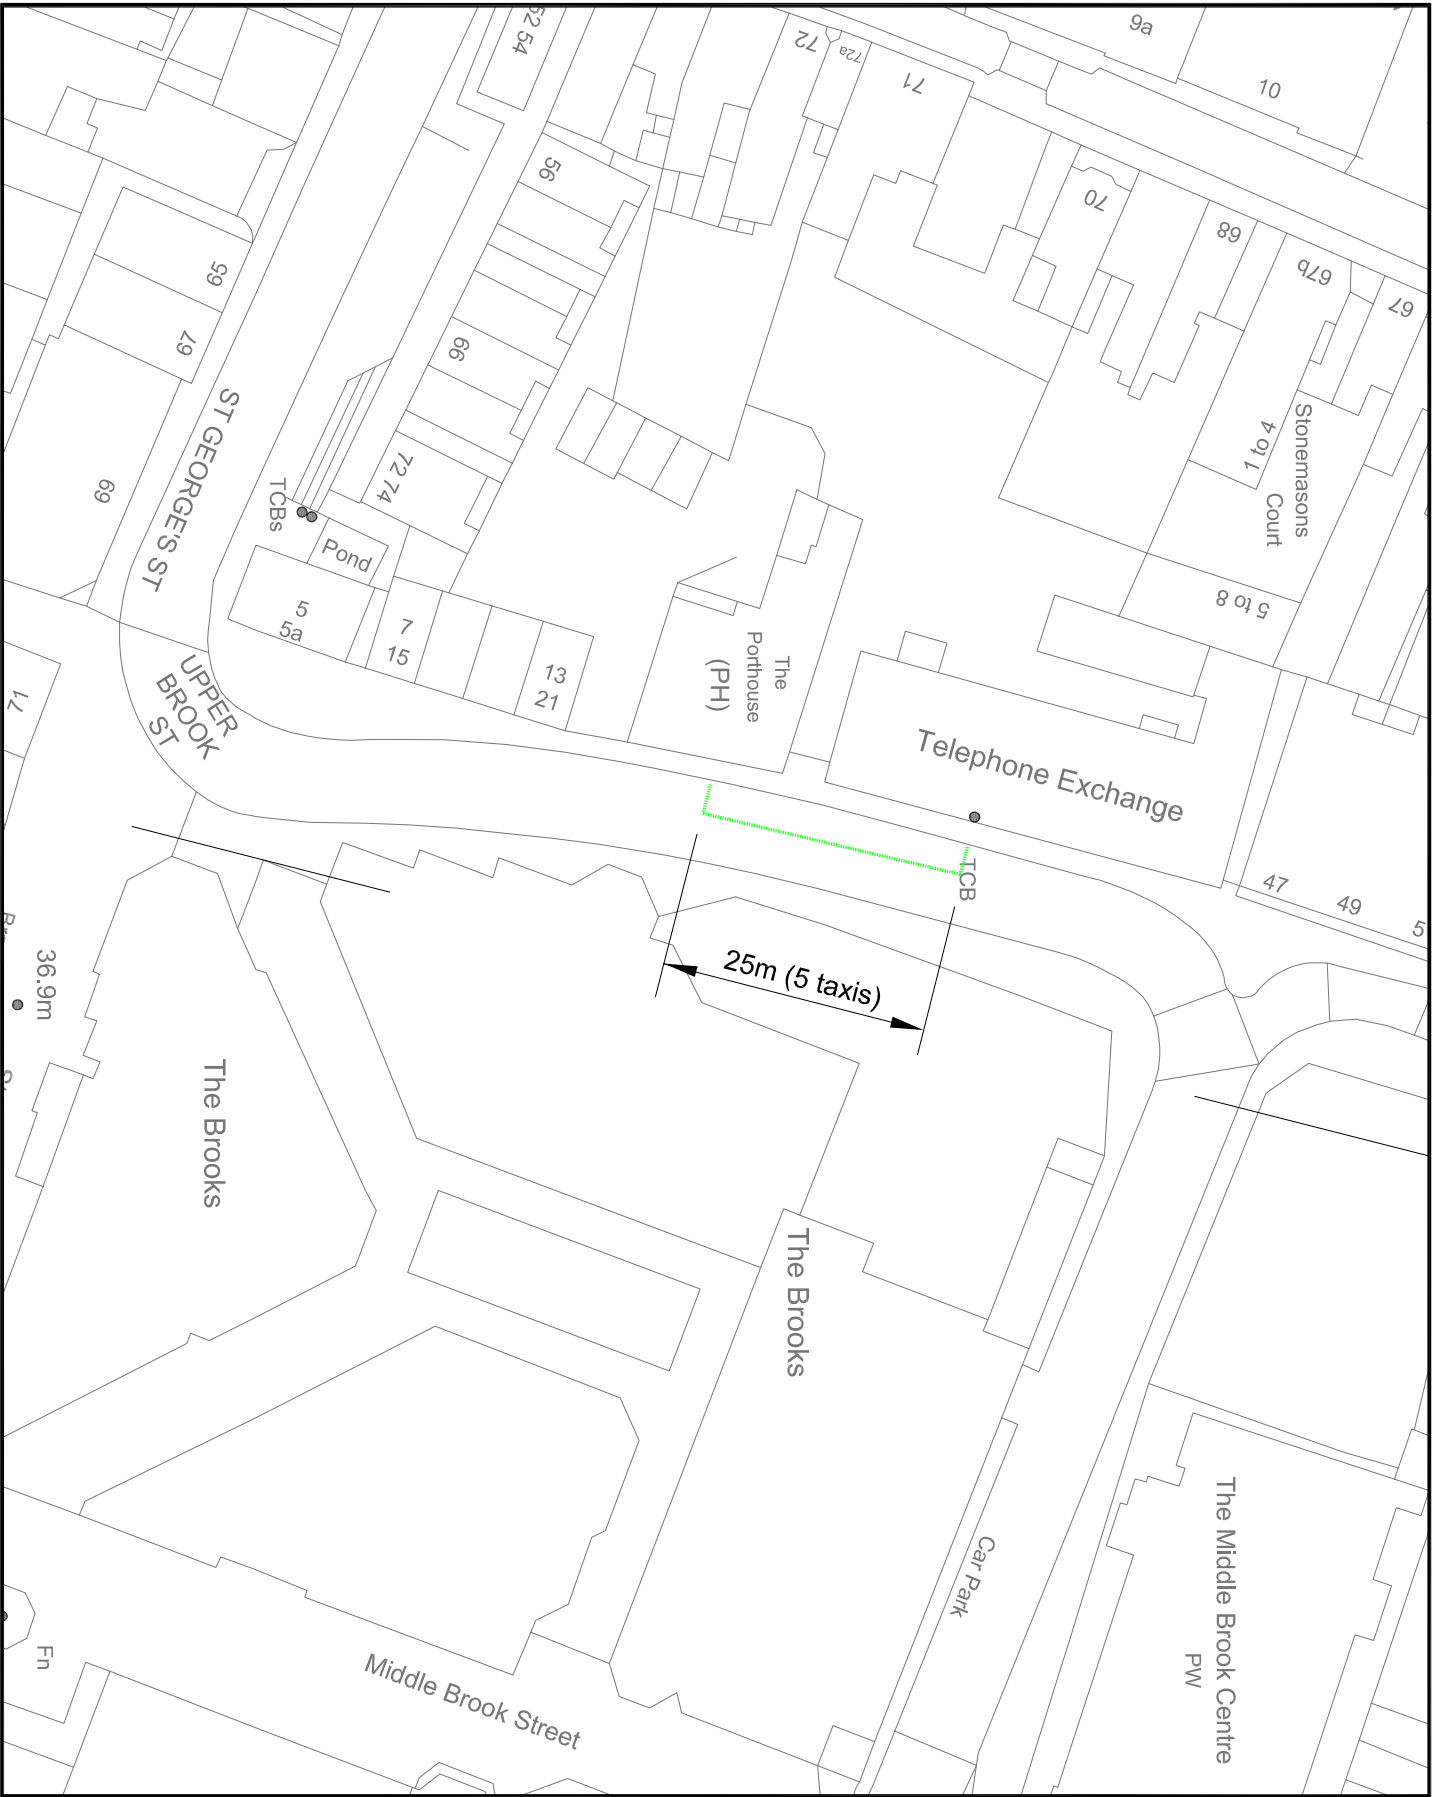 9a
10
52 54
72
72a
71
56
70
68
67b
67
65
67
66
Stonemasons
Court
1 to 4
ST GEORGE'S ST
72 74
69
TCBs
Pond
5 to 8
5
5a
7
15
13
21
The
Porthouse
(PH)
UPPER
BROOK
ST
71
Telephone Exchange
TCB
47
49
5
36.9m
25m (5 taxis)
The Brooks
The Brooks
Car Park
The Middle Brook Centre
PW
Middle Brook Street
Fn